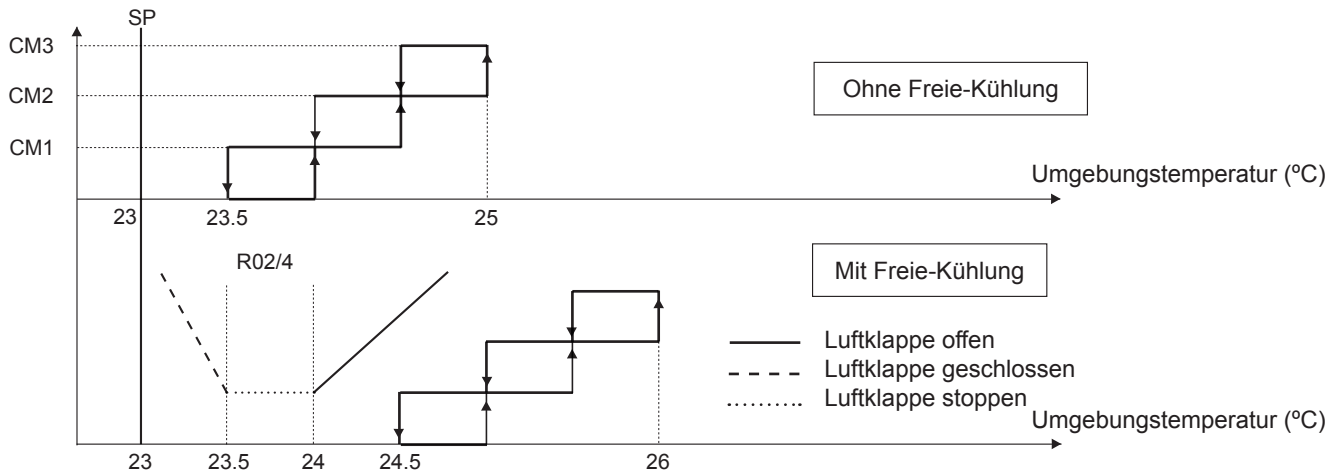 SP
CM3
CM2
CM1
Ohne Freie-Kühlung
Umgebungstemperatur (ºC)
23
23.5
25
R02/4
Mit Freie-Kühlung
Luftklappe offen
Luftklappe geschlossen
Luftklappe stoppen
Umgebungstemperatur (ºC)
23
23.5
24
24.5
26